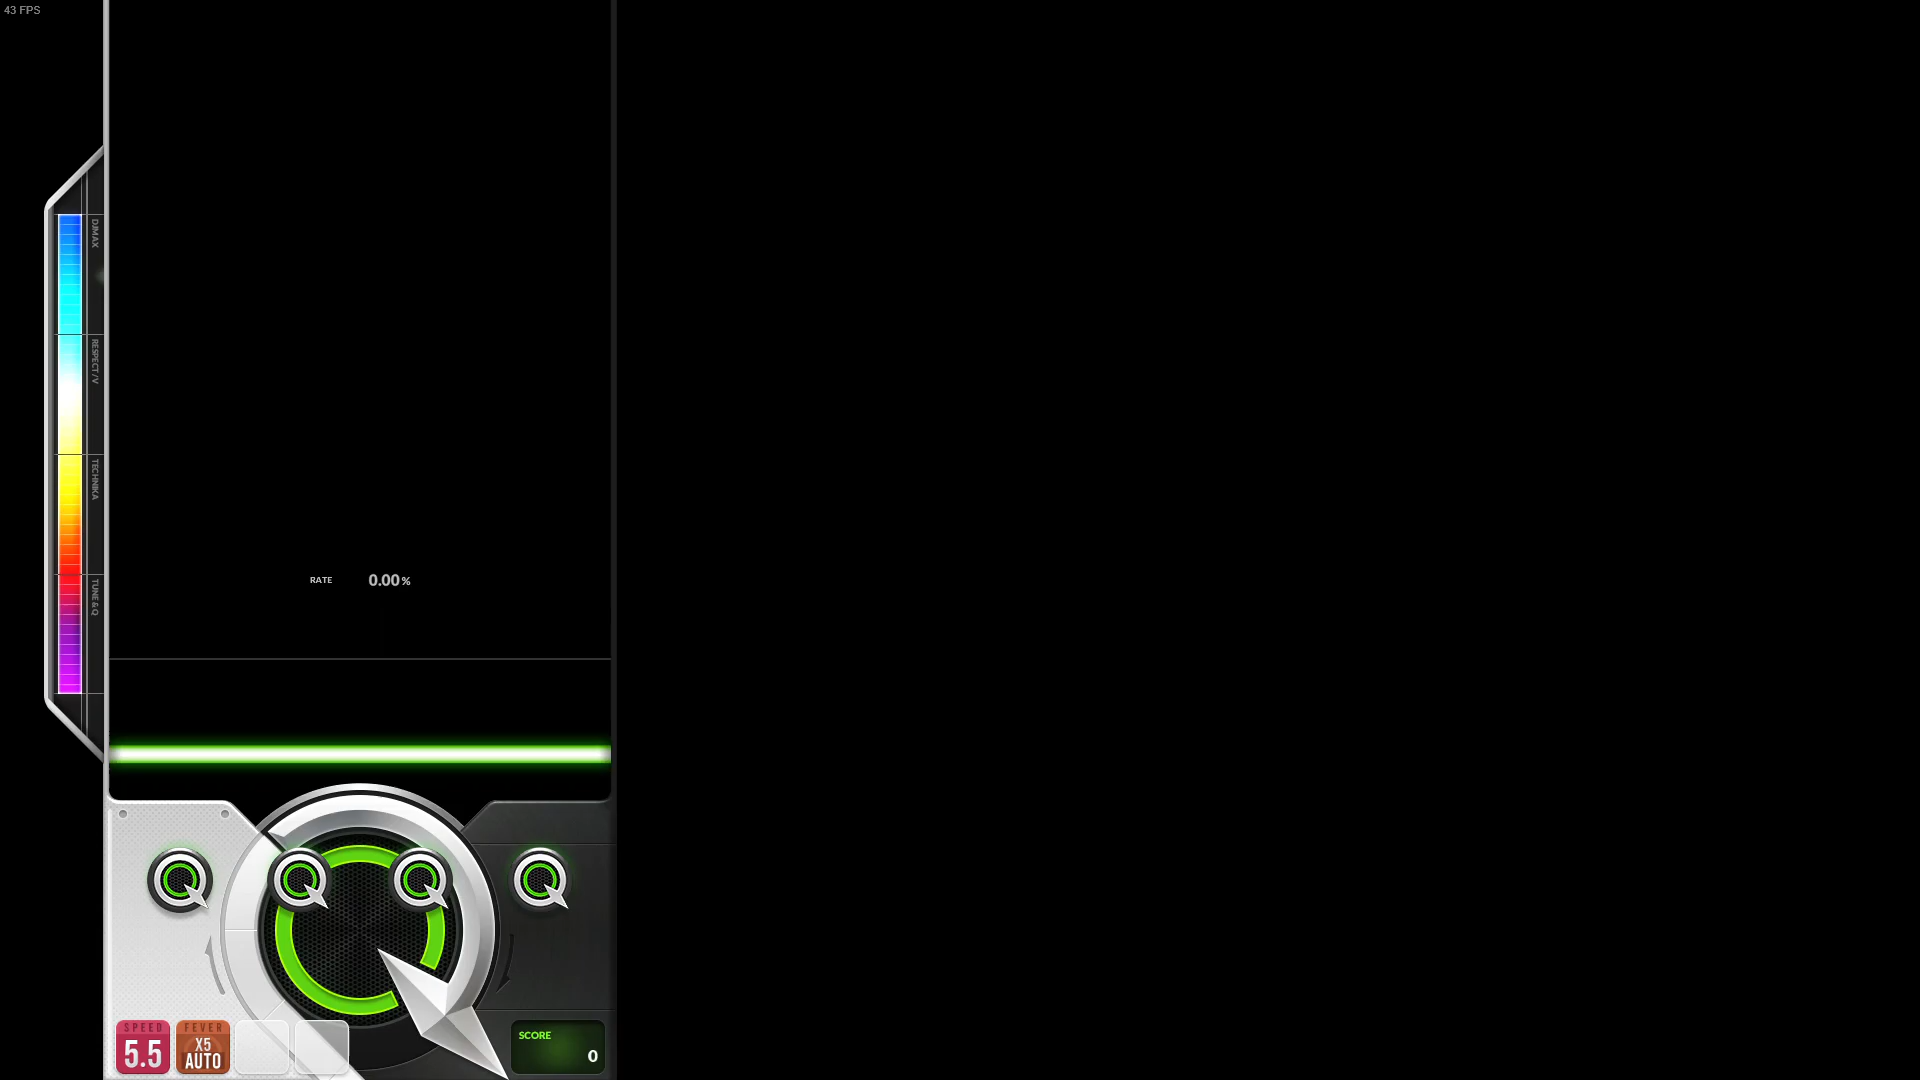 43 FPS
DJMAX
RESPECT/V
TECHNIKA
TUNE & Q
RATE 0.00%
SPEED
5.5
FEVER
X5
AUTO
SCORE
0